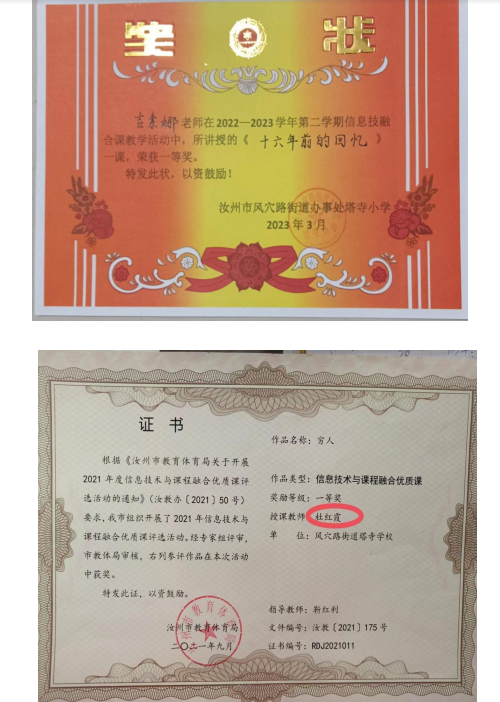 奖 状
吉素娜老师在2022—2023学年第二学期信息技融
合课教学活动中，所讲授的《 十六年前的回忆 》
一课，荣获一等奖。
特发此状，以资鼓励！
汝州市风穴路街道办事处塔寺小学
2023年3月
证 书
根据《汝州市教育体育局关于开展
2021年度信息技术与课程融合优质课评
选活动的通知》（汝教办〔2021〕50号）
要求，我市组织开展了2021年信息技术与
课程融合优质课评选活动。经专家组评审，
市教体局审核，右列参评作品在本次活动
中获奖。
特发此证，以资鼓励。
汝州市教育体育局
二〇二一年九月
作品名称：穷人
作品类型：信息技术与课程融合优质课
奖励等级：一等奖
授课教师：杜红霞
单 位：风穴路街道塔寺学校
指导教师：靳红利
文件编号：汝教〔2021〕175号
证书编号：RDJ2021011